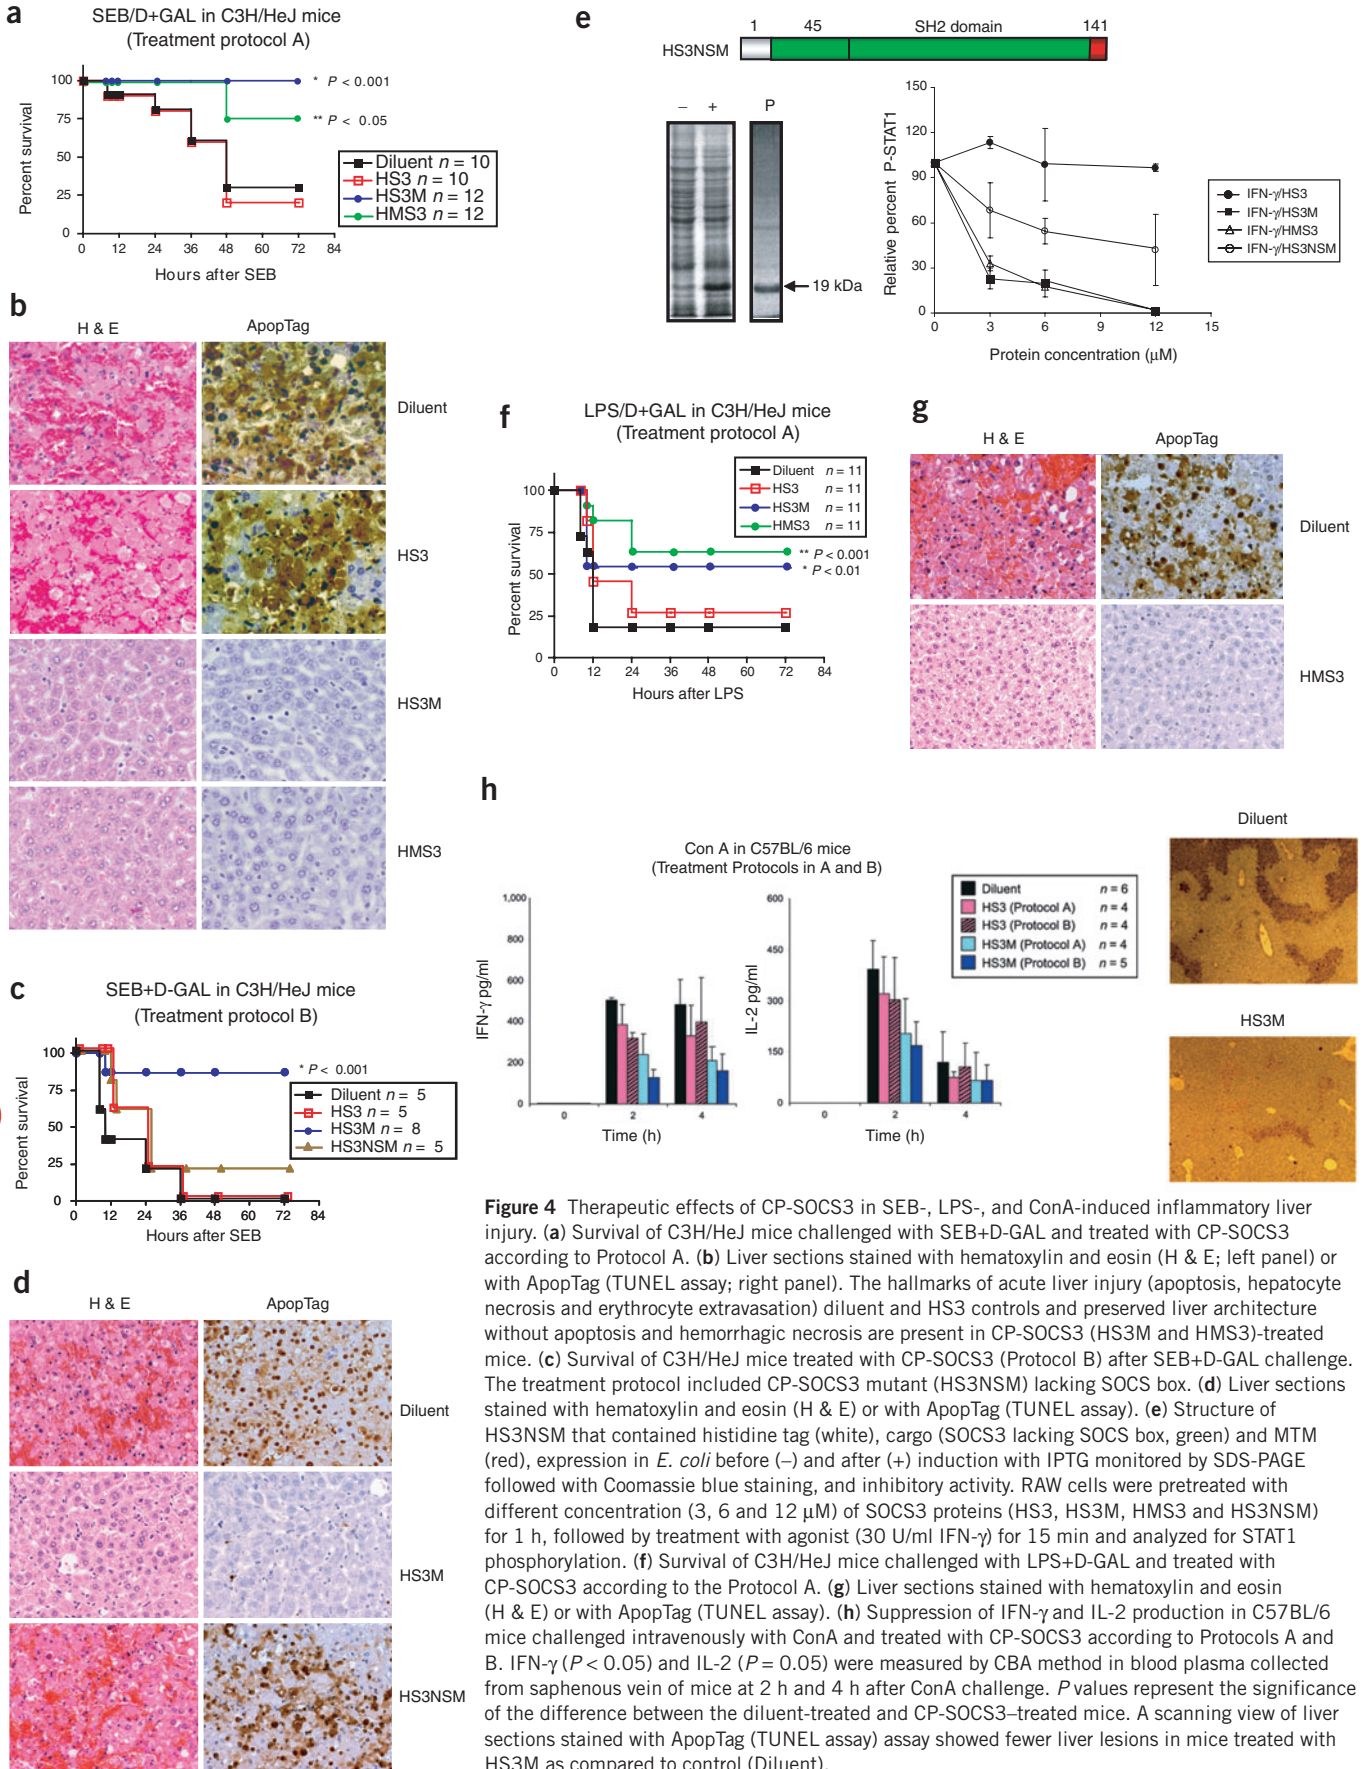 a
SEB/D+GAL in C3H/HeJ mice
(Treatment protocol A)
Percent survival
100
75
50
25
0
0 12 24 36 48 60 72 84
Hours after SEB
* P < 0.001
** P < 0.05
Diluent n = 10
HS3 n = 10
HS3M n = 12
HMS3 n = 12
b
H & E
ApopTag
Diluent
HS3
HS3M
HMS3
c
SEB+D-GAL in C3H/HeJ mice
(Treatment protocol B)
Percent survival
100
75
50
25
0
0 12 24 36 48 60 72 84
Hours after SEB
* P < 0.001
Diluent n = 5
HS3 n = 5
HS3M n = 8
HS3NSM n = 5
d
H & E
ApopTag
Diluent
HS3M
HS3NSM
e
1 45 SH2 domain 141
HS3NSM
– + P
19 kDa
Relative percent P-STAT1
150
120
90
60
30
0
0 3 6 9 12 15
Protein concentration (μM)
IFN-γ/HS3
IFN-γ/HS3M
IFN-γ/HMS3
IFN-γ/HS3NSM
f
LPS/D+GAL in C3H/HeJ mice
(Treatment protocol A)
Percent survival
100
75
50
25
0
0 12 24 36 48 60 72 84
Hours after LPS
Diluent n = 11
HS3 n = 11
HS3M n = 11
HMS3 n = 11
** P < 0.001
* P < 0.01
g
H & E
ApopTag
Diluent
HMS3
h
Con A in C57BL/6 mice
(Treatment Protocols in A and B)
IFN-γ pg/ml
1,000
800
600
400
200
0
0 2 4
Time (h)
IL-2 pg/ml
600
450
300
150
0
0 2 4
Time (h)
Diluent n = 6
HS3 (Protocol A) n = 4
HS3 (Protocol B) n = 4
HS3M (Protocol A) n = 4
HS3M (Protocol B) n = 5
Diluent
HS3M
Figure 4 Therapeutic effects of CP-SOCS3 in SEB-, LPS-, and ConA-induced inflammatory liver
injury. (a) Survival of C3H/HeJ mice challenged with SEB+D-GAL and treated with CP-SOCS3
according to Protocol A. (b) Liver sections stained with hematoxylin and eosin (H & E; left panel) or
with ApopTag (TUNEL assay; right panel). The hallmarks of acute liver injury (apoptosis, hepatocyte
necrosis and erythrocyte extravasation) diluent and HS3 controls and preserved liver architecture
without apoptosis and hemorrhagic necrosis are present in CP-SOCS3 (HS3M and HMS3)-treated
mice. (c) Survival of C3H/HeJ mice treated with CP-SOCS3 (Protocol B) after SEB+D-GAL challenge.
The treatment protocol included CP-SOCS3 mutant (HS3NSM) lacking SOCS box. (d) Liver sections
stained with hematoxylin and eosin (H & E) or with ApopTag (TUNEL assay). (e) Structure of
HS3NSM that contained histidine tag (white), cargo (SOCS3 lacking SOCS box, green) and MTM
(red), expression in E. coli before (–) and after (+) induction with IPTG monitored by SDS-PAGE
followed with Coomassie blue staining, and inhibitory activity. RAW cells were pretreated with
different concentration (3, 6 and 12 μM) of SOCS3 proteins (HS3, HS3M, HMS3 and HS3NSM)
for 1 h, followed by treatment with agonist (30 U/ml IFN-γ) for 15 min and analyzed for STAT1
phosphorylation. (f) Survival of C3H/HeJ mice challenged with LPS+D-GAL and treated with
CP-SOCS3 according to the Protocol A. (g) Liver sections stained with hematoxylin and eosin
(H & E) or with ApopTag (TUNEL assay). (h) Suppression of IFN-γ and IL-2 production in C57BL/6
mice challenged intravenously with ConA and treated with CP-SOCS3 according to Protocols A and
B. IFN-γ (P < 0.05) and IL-2 (P = 0.05) were measured by CBA method in blood plasma collected
from saphenous vein of mice at 2 h and 4 h after ConA challenge. P values represent the significance
of the difference between the diluent-treated and CP-SOCS3–treated mice. A scanning view of liver
sections stained with ApopTag (TUNEL assay) assay showed fewer liver lesions in mice treated with
HS3M as compared to control (Diluent).